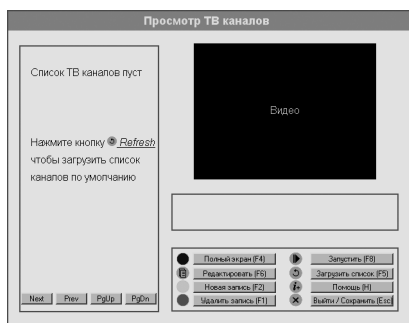 Просмотр ТВ каналов
Список ТВ каналов пуст
Нажмите кнопку Refresh
чтобы загрузить список
каналов по умолчанию
Next Prev PgUp PgDn
Видео
Полный экран (F4) Запустить (F8)
Редактировать (F6) Загрузить список (F5)
Новая запись (F2) Помощь (H)
Удалить запись (F1) Выйти / Сохранить (Esc)